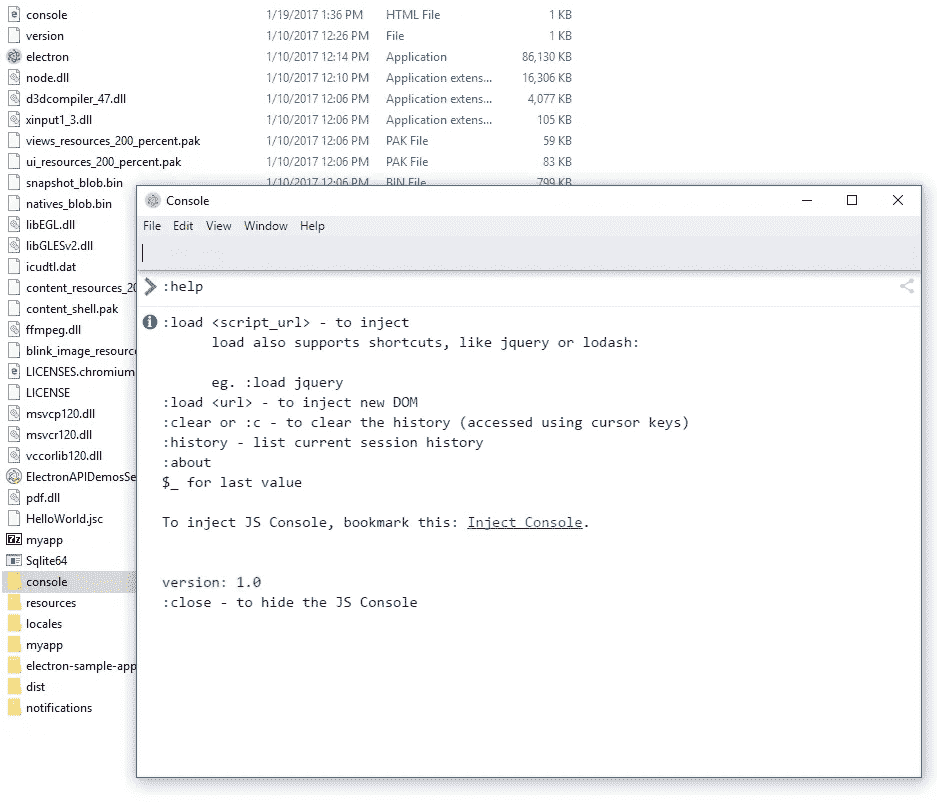 console 1/19/2017 1:36 PM HTML File 1 KB
version 1/10/2017 12:26 PM File 1 KB
electron 1/10/2017 12:14 PM Application 86,130 KB
node.dll 1/10/2017 12:10 PM Application extens... 16,306 KB
d3dcompiler_47.dll 1/10/2017 12:06 PM Application extens... 4,077 KB
xinput1_3.dll 1/10/2017 12:06 PM Application extens... 105 KB
views_resources_200_percent.pak 1/10/2017 12:06 PM PAK File 59 KB
ui_resources_200_percent.pak 1/10/2017 12:06 PM PAK File 83 KB
snapshot_blob.bin 1/10/2017 12:06 PM BIN File 799 KB
natives_blob.bin
libEGL.dll
libGLESv2.dll
icudtl.dat
content_resources_20
content_shell.pak
ffmpeg.dll
blink_image_resourc
LICENSES.chromium
LICENSE
msvcp120.dll
msvcr120.dll
vccorlib120.dll
ElectronAPIDemosSe
pdf.dll
HelloWorld.jsc
myapp
Sqlite64
console
resources
locales
myapp
electron-sample-app
dist
notifications
Console
File Edit View Window Help
:help
:load <script_url> - to inject
load also supports shortcuts, like jquery or lodash:
eg. :load jquery
:load <url> - to inject new DOM
:clear or :c - to clear the history (accessed using cursor keys)
:history - list current session history
:about
$_ for last value
To inject JS Console, bookmark this: Inject Console.
version: 1.0
:close - to hide the JS Console